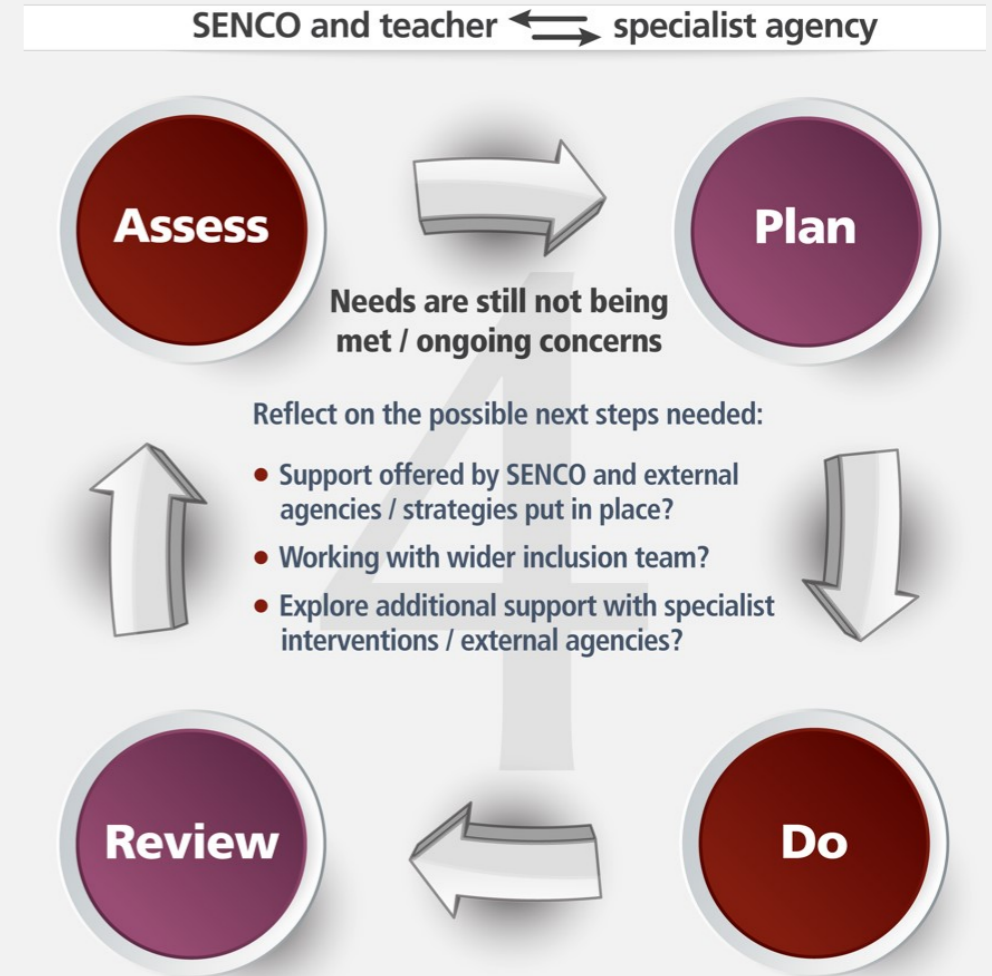 SENCO and teacher specialist agency
Assess
Plan
Needs are still not being
met / ongoing concerns
4
Reflect on the possible next steps needed:
• Support offered by SENCO and external
agencies / strategies put in place?
• Working with wider inclusion team?
• Explore additional support with specialist
interventions / external agencies?
Review
Do